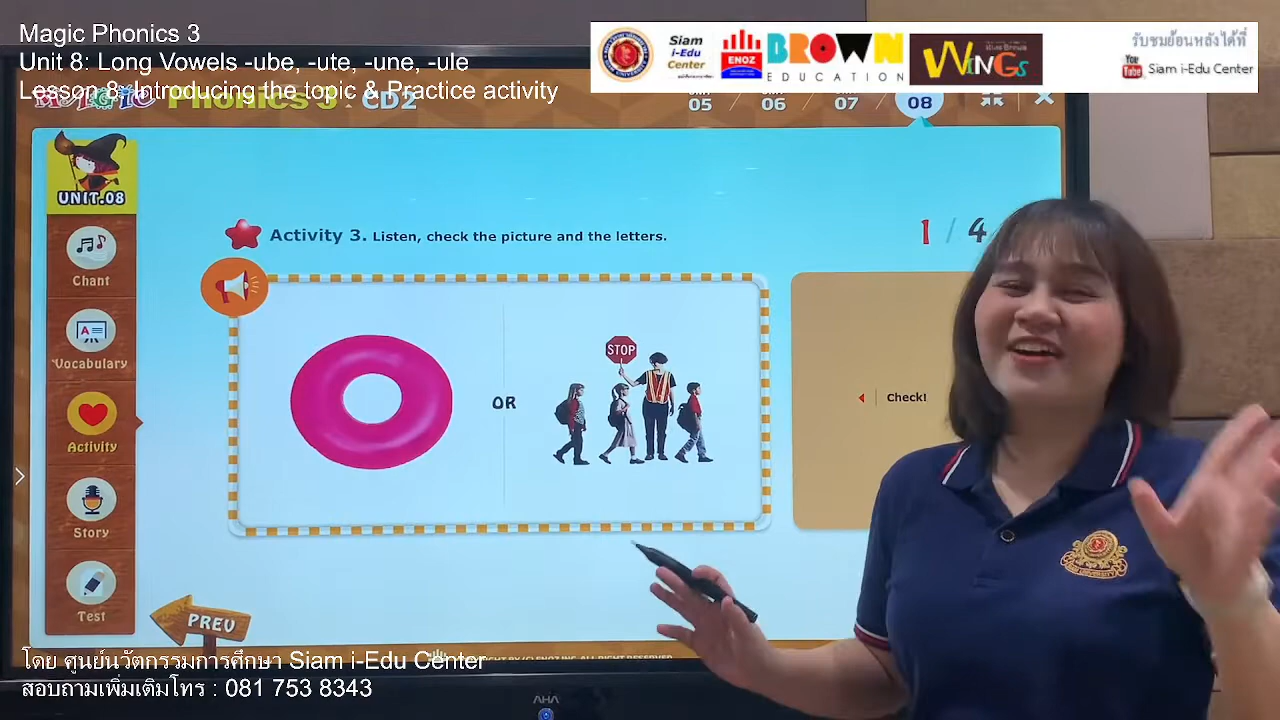 Magic Phonics 3
Unit 8: Long Vowels -ube, -ute, -une, -ule
Lesson 8: Introducing the topic & Practice activity
Siam
i-Edu
Center
ENOZ
BROWN
EDUCATION
WINGS
รับชมย้อนหลังได้ที่
You Tube Siam i-Edu Center
Phonics 3 CD2
05 / 06 / 07 / 08
UNIT.08
Chant
Vocabulary
Activity
Story
Test
Activity 3. Listen, check the picture and the letters.
1 / 4
STOP
OR
Check!
PREV
โดย ศูนย์นวัตกรรมการศึกษา Siam i-Edu Center
สอบถามเพิ่มเติมโทร : 081 753 8343
AHA